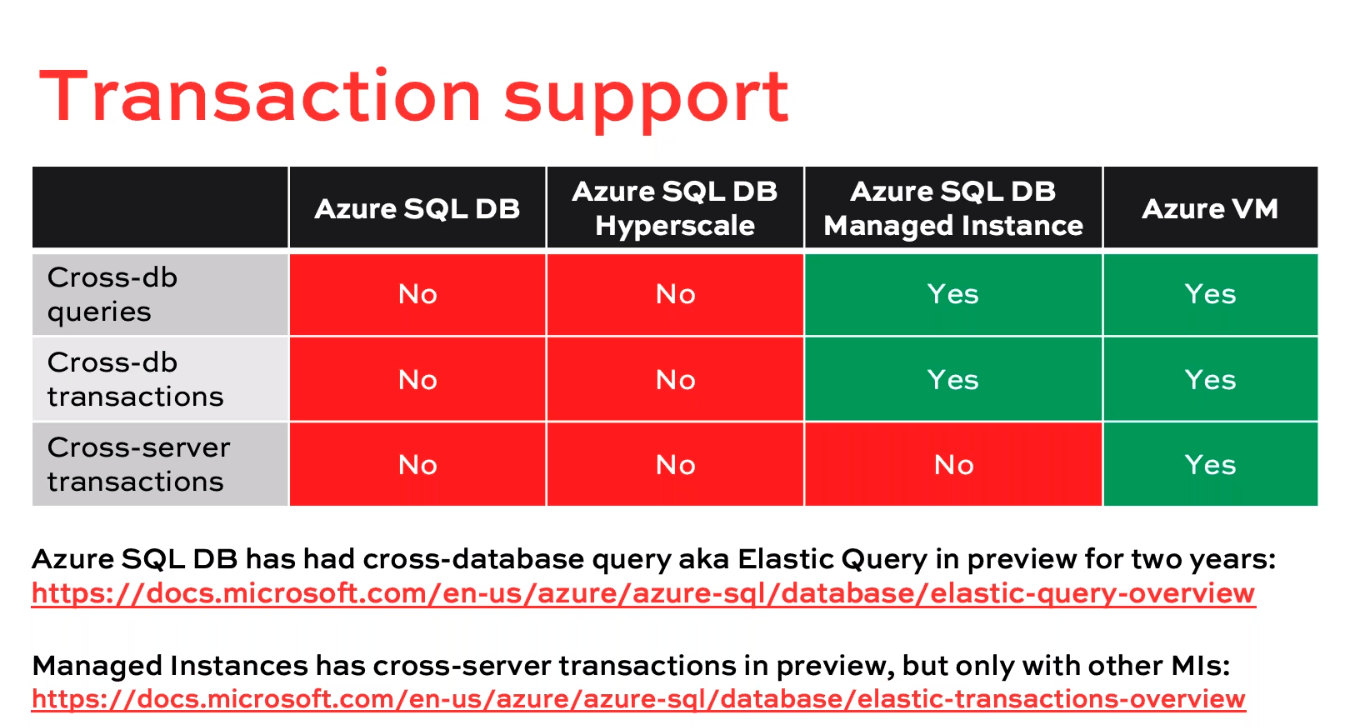 Transaction support
Azure SQL DB
Azure SQL DB
Hyperscale
Azure SQL DB
Managed Instance
Azure VM
Cross-db
queries
No
No
Yes
Yes
Cross-db
transactions
No
No
Yes
Yes
Cross-server
transactions
No
No
No
Yes
Azure SQL DB has had cross-database query aka Elastic Query in preview for two years:
https://docs.microsoft.com/en-us/azure/azure-sql/database/elastic-query-overview
Managed Instances has cross-server transactions in preview, but only with other MIs:
https://docs.microsoft.com/en-us/azure/azure-sql/database/elastic-transactions-overview